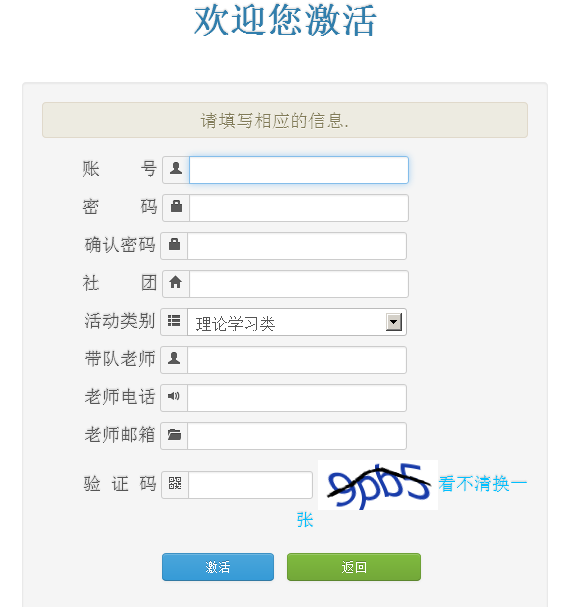 欢迎您激活
请填写相应的信息.
账 号
密 码
确认密码
社 团
活动类别 理论学习类
带队老师
老师电话
老师邮箱
验 证 码 9pb5 看不清换一
张
激活 返回